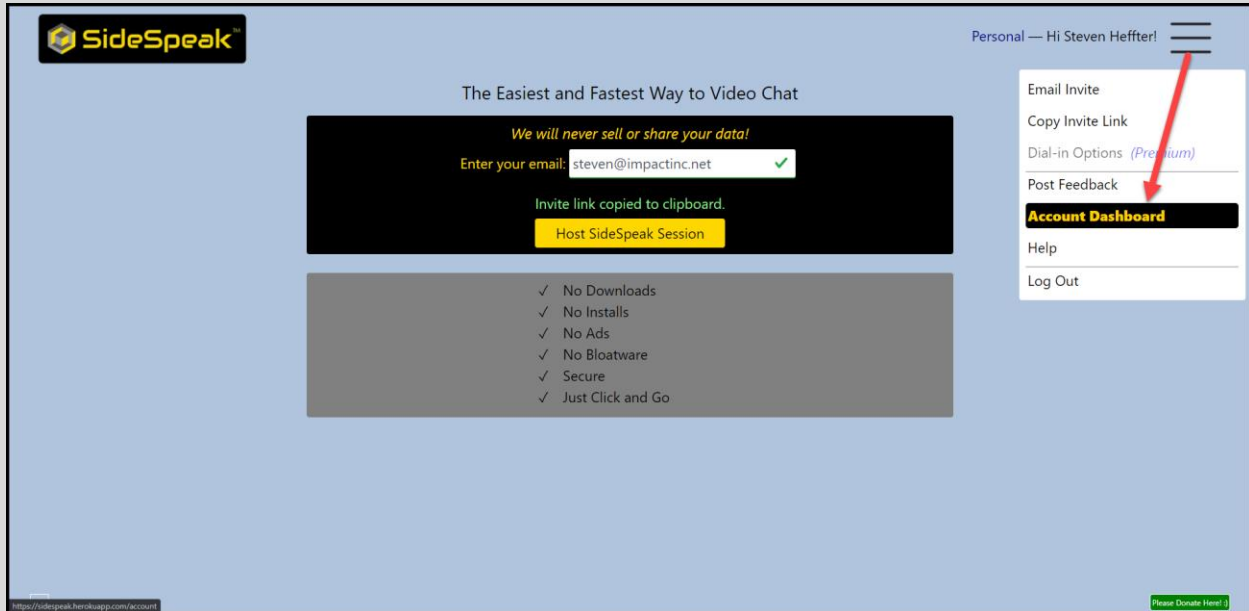 SideSpeak™
Personal — Hi Steven Heffter!
The Easiest and Fastest Way to Video Chat
We will never sell or share your data!
Enter your email: steven@impactinc.net
Invite link copied to clipboard.
Host SideSpeak Session
✓ No Downloads
✓ No Installs
✓ No Ads
✓ No Bloatware
✓ Secure
✓ Just Click and Go
Email Invite
Copy Invite Link
Dial-in Options (Premium)
Post Feedback
Account Dashboard
Help
Log Out
https://sidespeak.herokuapp.com/account
Please Donate Here! :)